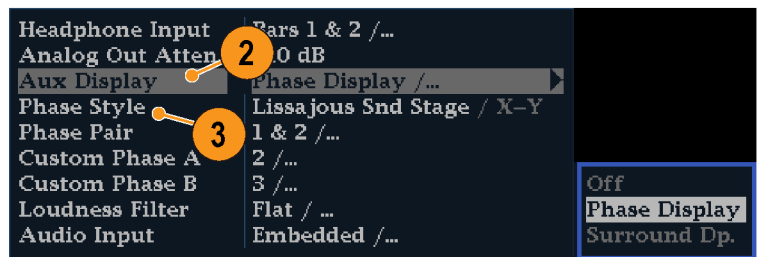 Headphone Input Bars 1 & 2 /...
Analog Out Atten 0 dB
2
Aux Display Phase Display /...
Phase Style Lissajous Snd Stage / X–Y
3
Phase Pair 1 & 2 /...
Custom Phase A 2 /...
Custom Phase B 3 /...
Loudness Filter Flat / ...
Audio Input Embedded /...
Off
Phase Display
Surround Dp.